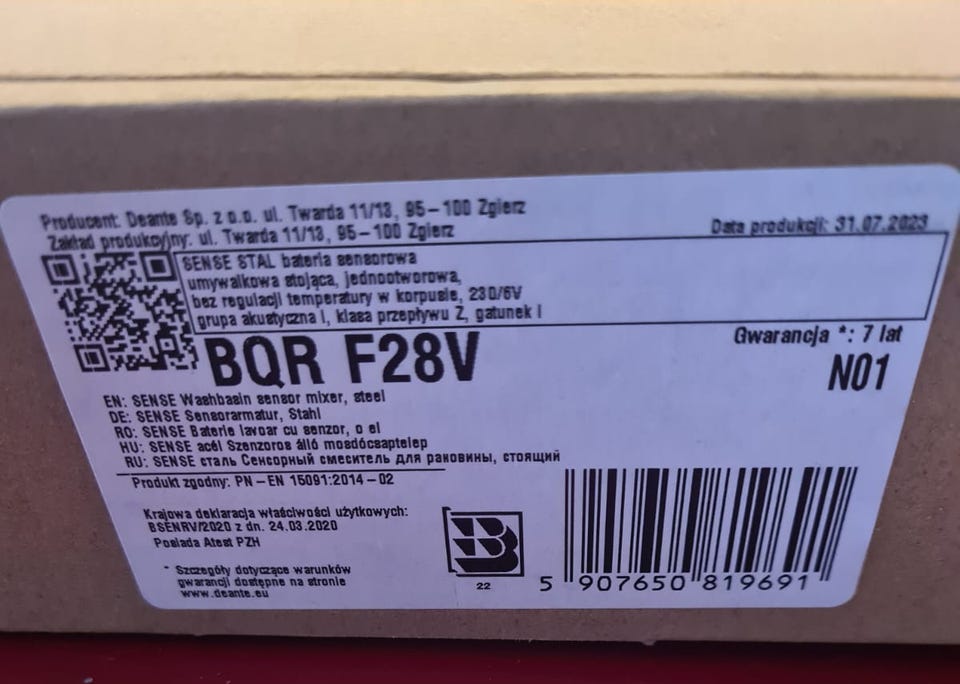 Producent: Deante Sp. z o.o. ul. Twarda 11/13, 95-100 Zgierz
Zakład produkcyjny: ul. Twarda 11/13, 95-100 Zgierz
Data produkcji: 31.07.2023
SENSE STAL bateria sensorowa
umywalkowa stojąca, jednootworowa,
bez regulacji temperatury w korpusie, 230/6V
grupa akustyczna I, klasa przepływu Z, gatunek I
Gwarancja *: 7 lat
BQR F28V
N01
EN: SENSE Washbasin sensor mixer, steel
DE: SENSE Sensorarmatur, Stahl
RO: SENSE Baterie lavoar cu senzor, o el
HU: SENSE acél Szenzoros álló mosdócsaptelep
RU: SENSE сталь Сенсорный смеситель для раковины, стоящий
Produkt zgodny: PN-EN 15091:2014-02
Krajowa deklaracja właściwości użytkowych:
BSENRV/2020 z dn. 24.03.2020
Posiada Atest PZH
* Szczegóły dotyczące warunków
gwarancji dostępne na stronie
www.deante.eu
B
22
5 907650 819691